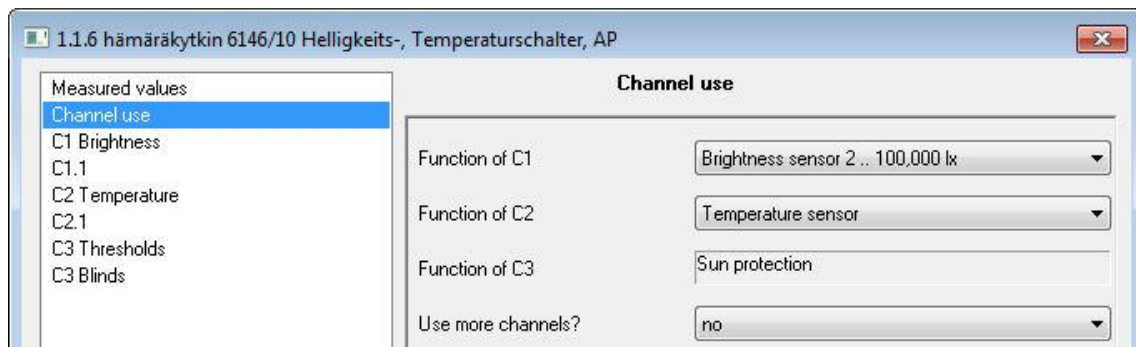 1.1.6 hämäräkytkin 6146/10 Helligkeits-, Temperaturschalter, AP
Measured values
Channel use
C1 Brightness
C1.1
C2 Temperature
C2.1
C3 Thresholds
C3 Blinds
Channel use
Function of C1 Brightness sensor 2 .. 100,000 lx
Function of C2 Temperature sensor
Function of C3 Sun protection
Use more channels? no